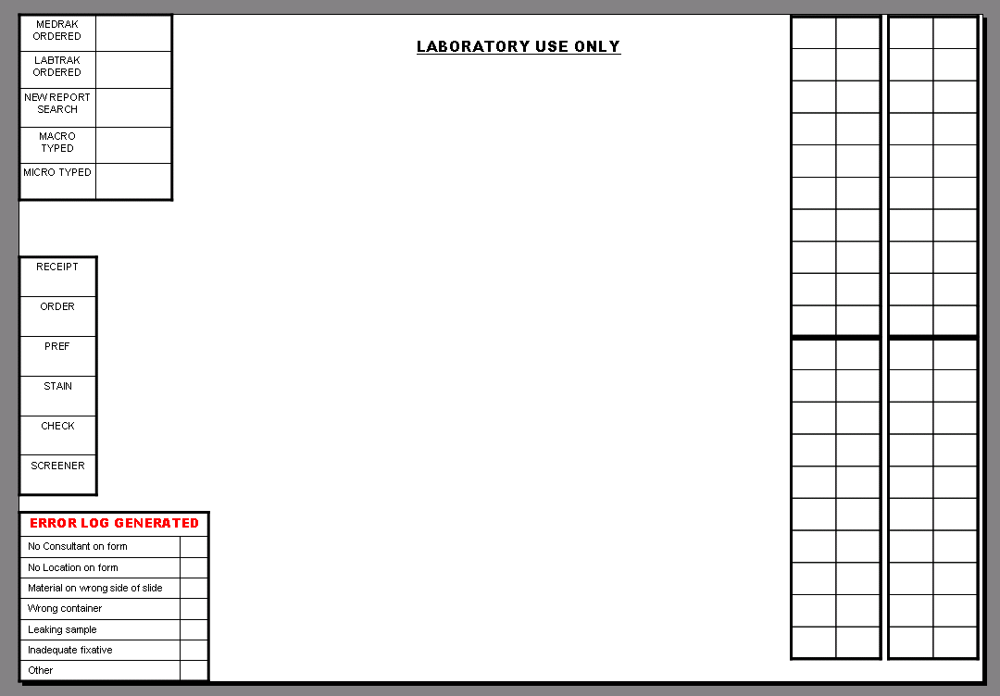 MEDRAK
ORDERED
LABTRAK
ORDERED
NEW REPORT
SEARCH
MACRO
TYPED
MICRO TYPED
LABORATORY USE ONLY
RECEIPT
ORDER
PREF
STAIN
CHECK
SCREENER
ERROR LOG GENERATED
No Consultant on form
No Location on form
Material on wrong side of slide
Wrong container
Leaking sample
Inadequate fixative
Other